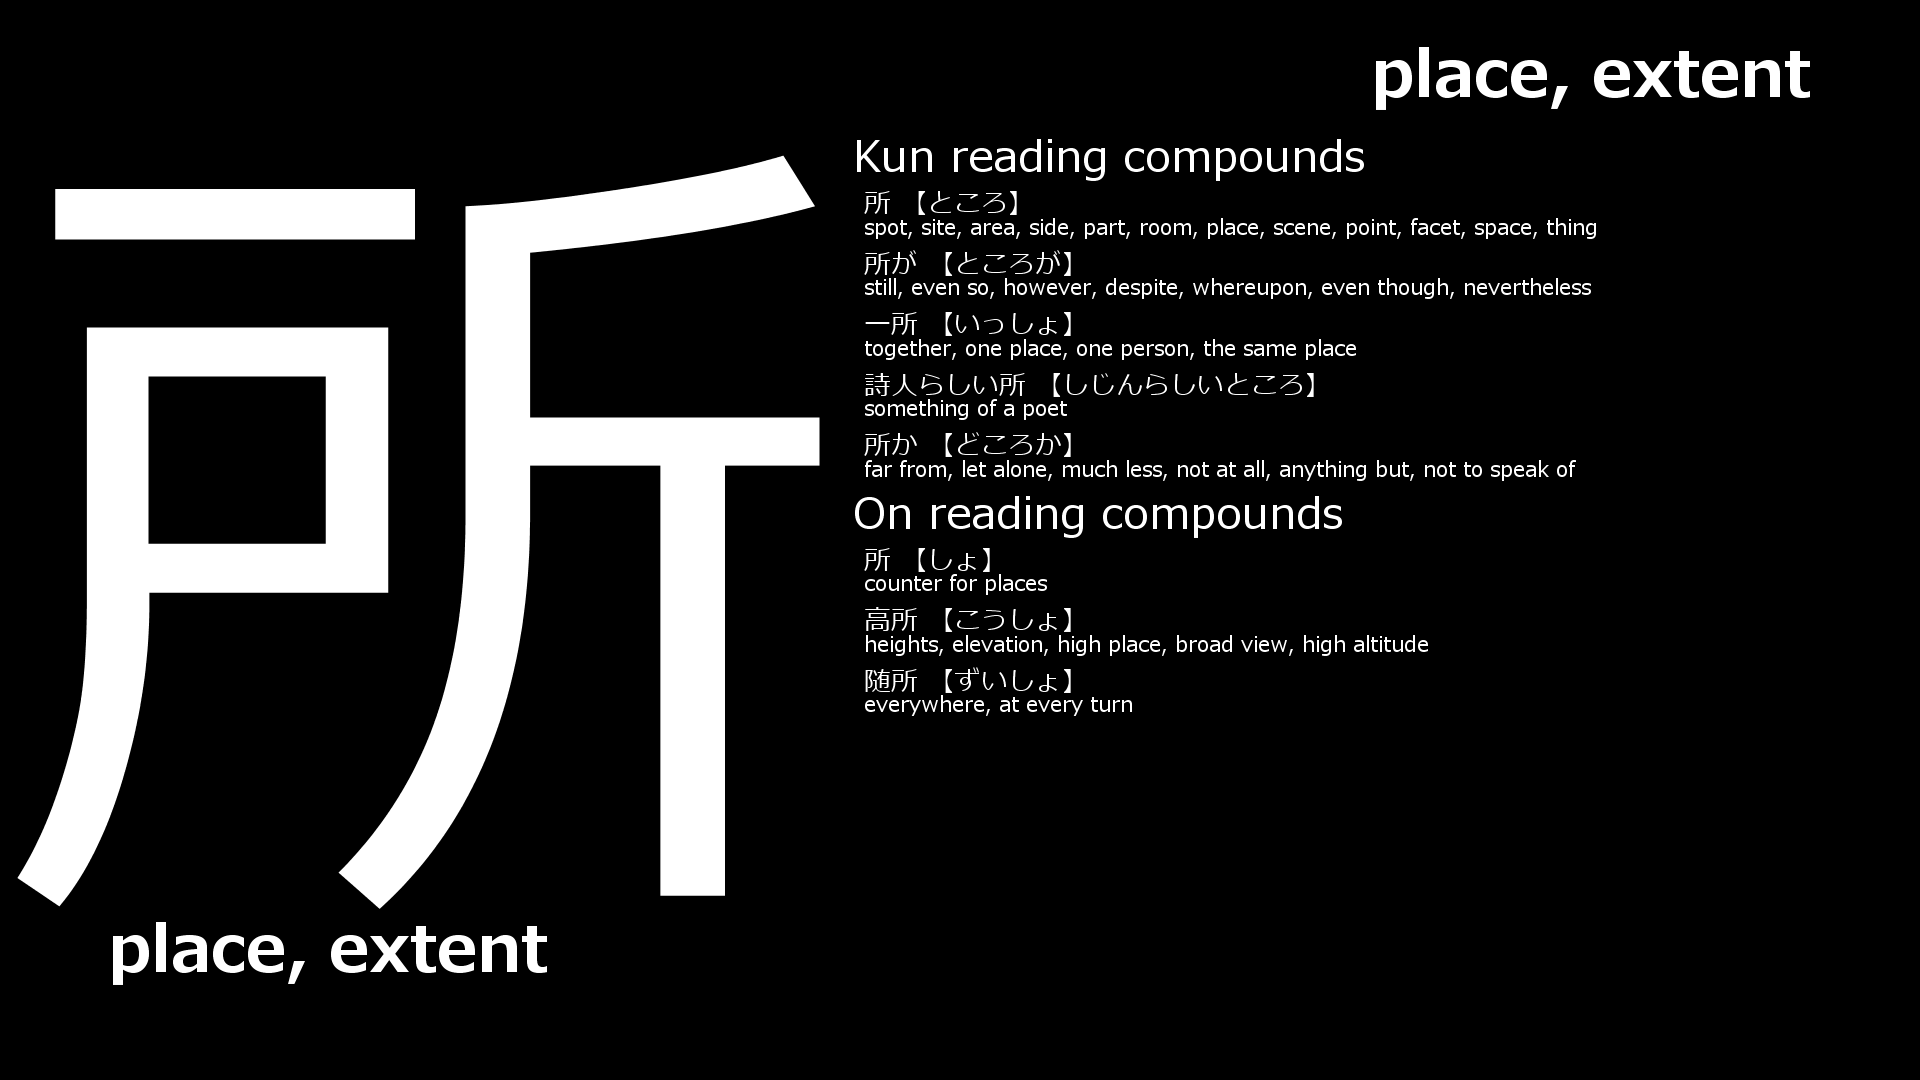 place, extent
所
Kun reading compounds
所 【ところ】
spot, site, area, side, part, room, place, scene, point, facet, space, thing
所が 【ところが】
still, even so, however, despite, whereupon, even though, nevertheless
一所 【いっしょ】
together, one place, one person, the same place
詩人らしい所 【しじんらしいところ】
something of a poet
所か 【どころか】
far from, let alone, much less, not at all, anything but, not to speak of
On reading compounds
所 【しょ】
counter for places
高所 【こうしょ】
heights, elevation, high place, broad view, high altitude
随所 【ずいしょ】
everywhere, at every turn
place, extent